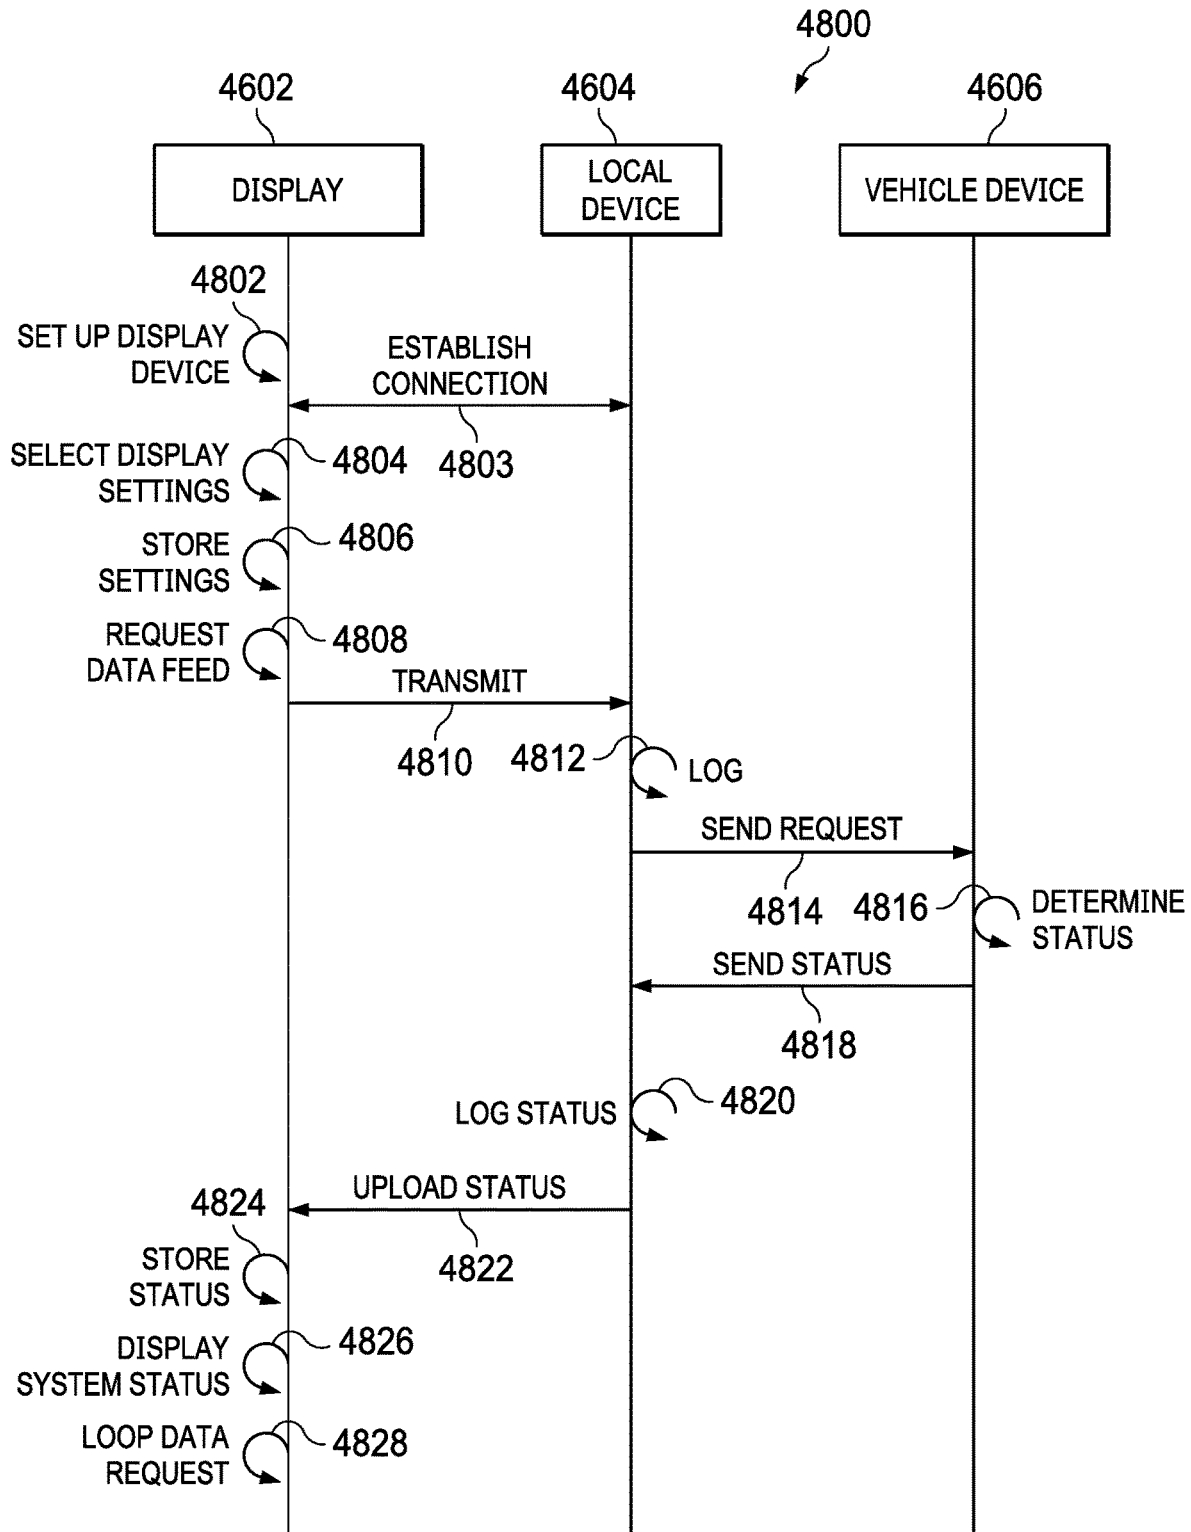 4800
4602
4604
4606
DISPLAY
LOCAL
DEVICE
VEHICLE DEVICE
4802
SET UP DISPLAY
DEVICE
ESTABLISH
CONNECTION
4803
SELECT DISPLAY
SETTINGS
4804
STORE
SETTINGS
4806
REQUEST
DATA FEED
4808
TRANSMIT
4810
4812
LOG
SEND REQUEST
4814
4816
DETERMINE
STATUS
SEND STATUS
4818
LOG STATUS
4820
UPLOAD STATUS
4822
4824
STORE
STATUS
DISPLAY
SYSTEM STATUS
4826
LOOP DATA
REQUEST
4828